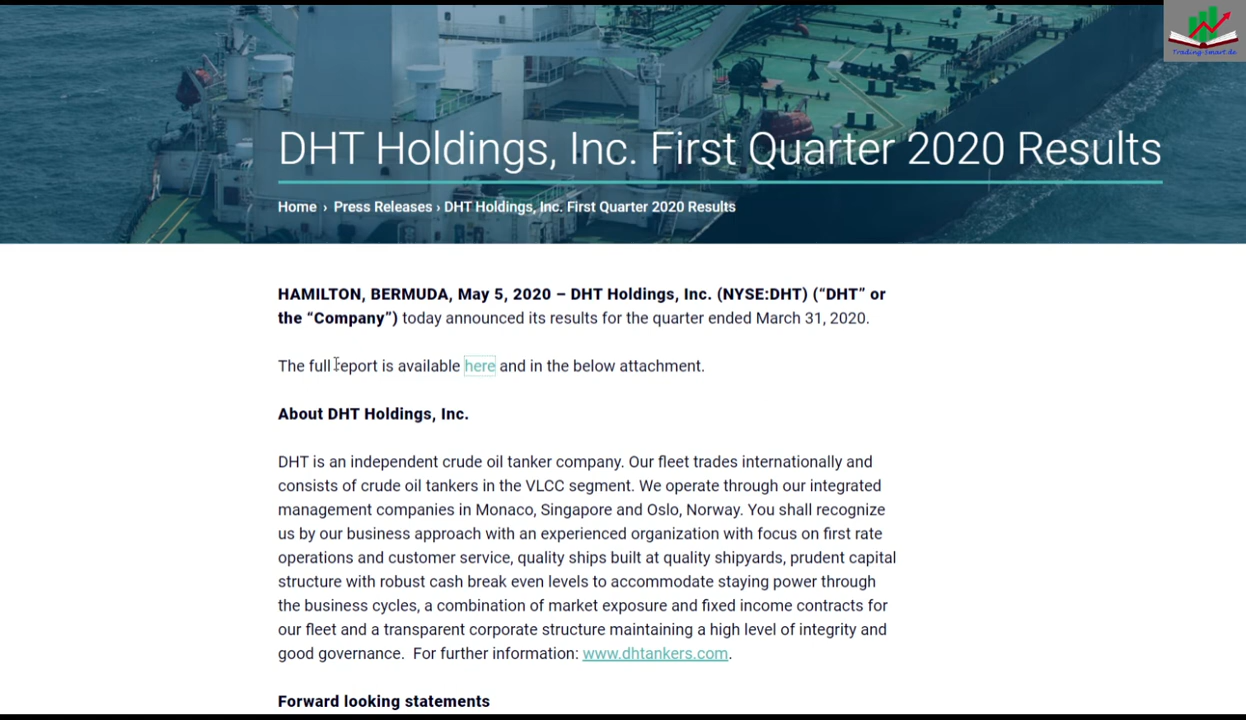 Trading-Smart.de
DHT Holdings, Inc. First Quarter 2020 Results
Home › Press Releases › DHT Holdings, Inc. First Quarter 2020 Results
HAMILTON, BERMUDA, May 5, 2020 – DHT Holdings, Inc. (NYSE:DHT) (“DHT” or
the “Company”) today announced its results for the quarter ended March 31, 2020.
The full report is available here and in the below attachment.
About DHT Holdings, Inc.
DHT is an independent crude oil tanker company. Our fleet trades internationally and
consists of crude oil tankers in the VLCC segment. We operate through our integrated
management companies in Monaco, Singapore and Oslo, Norway. You shall recognize
us by our business approach with an experienced organization with focus on first rate
operations and customer service, quality ships built at quality shipyards, prudent capital
structure with robust cash break even levels to accommodate staying power through
the business cycles, a combination of market exposure and fixed income contracts for
our fleet and a transparent corporate structure maintaining a high level of integrity and
good governance.  For further information: www.dhtankers.com.
Forward looking statements